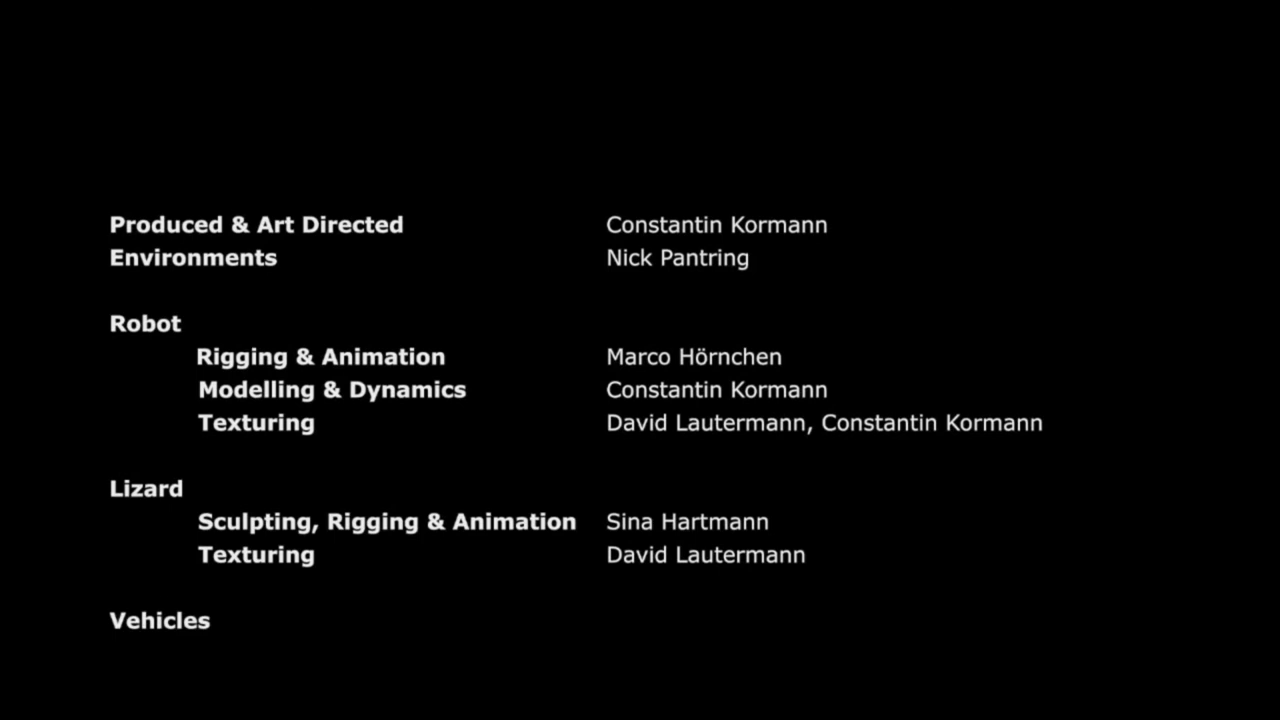 Produced & Art Directed Constantin Kormann
Environments Nick Pantring
Robot
Rigging & Animation Marco Hörnchen
Modelling & Dynamics Constantin Kormann
Texturing David Lautermann, Constantin Kormann
Lizard
Sculpting, Rigging & Animation Sina Hartmann
Texturing David Lautermann
Vehicles